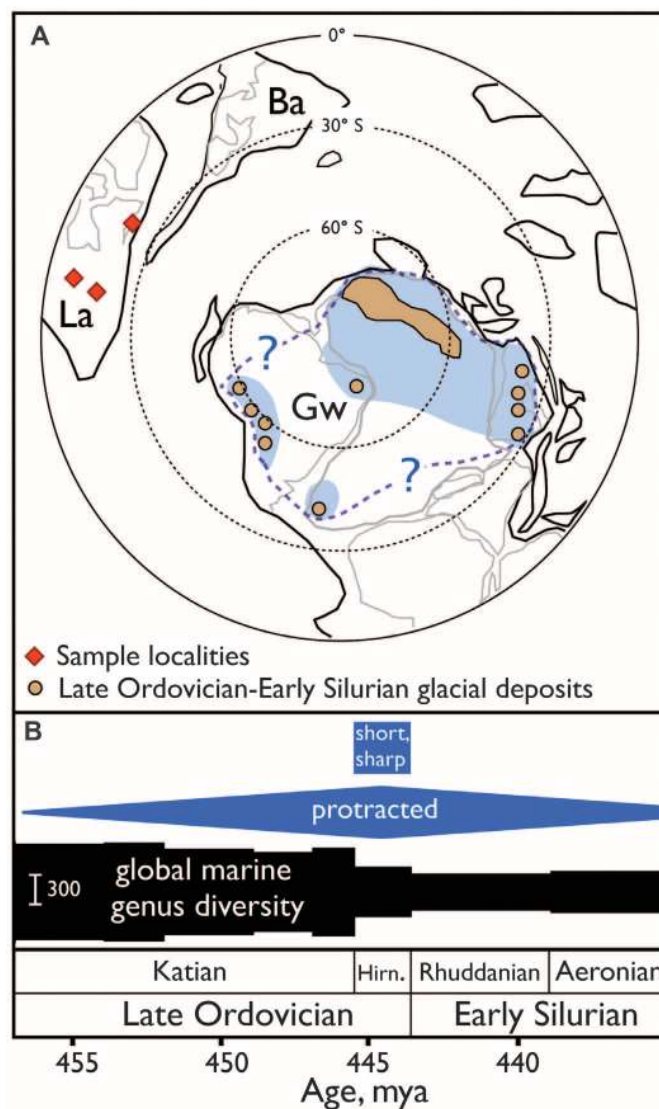 A
0°
Ba
30° S
60° S
La
?
Gw
?
Sample localities
Late Ordovician-Early Silurian glacial deposits
B
short,
sharp
protracted
300
global marine
genus diversity
Katian
Hirn.
Rhuddanian
Aeronian
Late Ordovician
Early Silurian
455
450
445
440
Age, mya